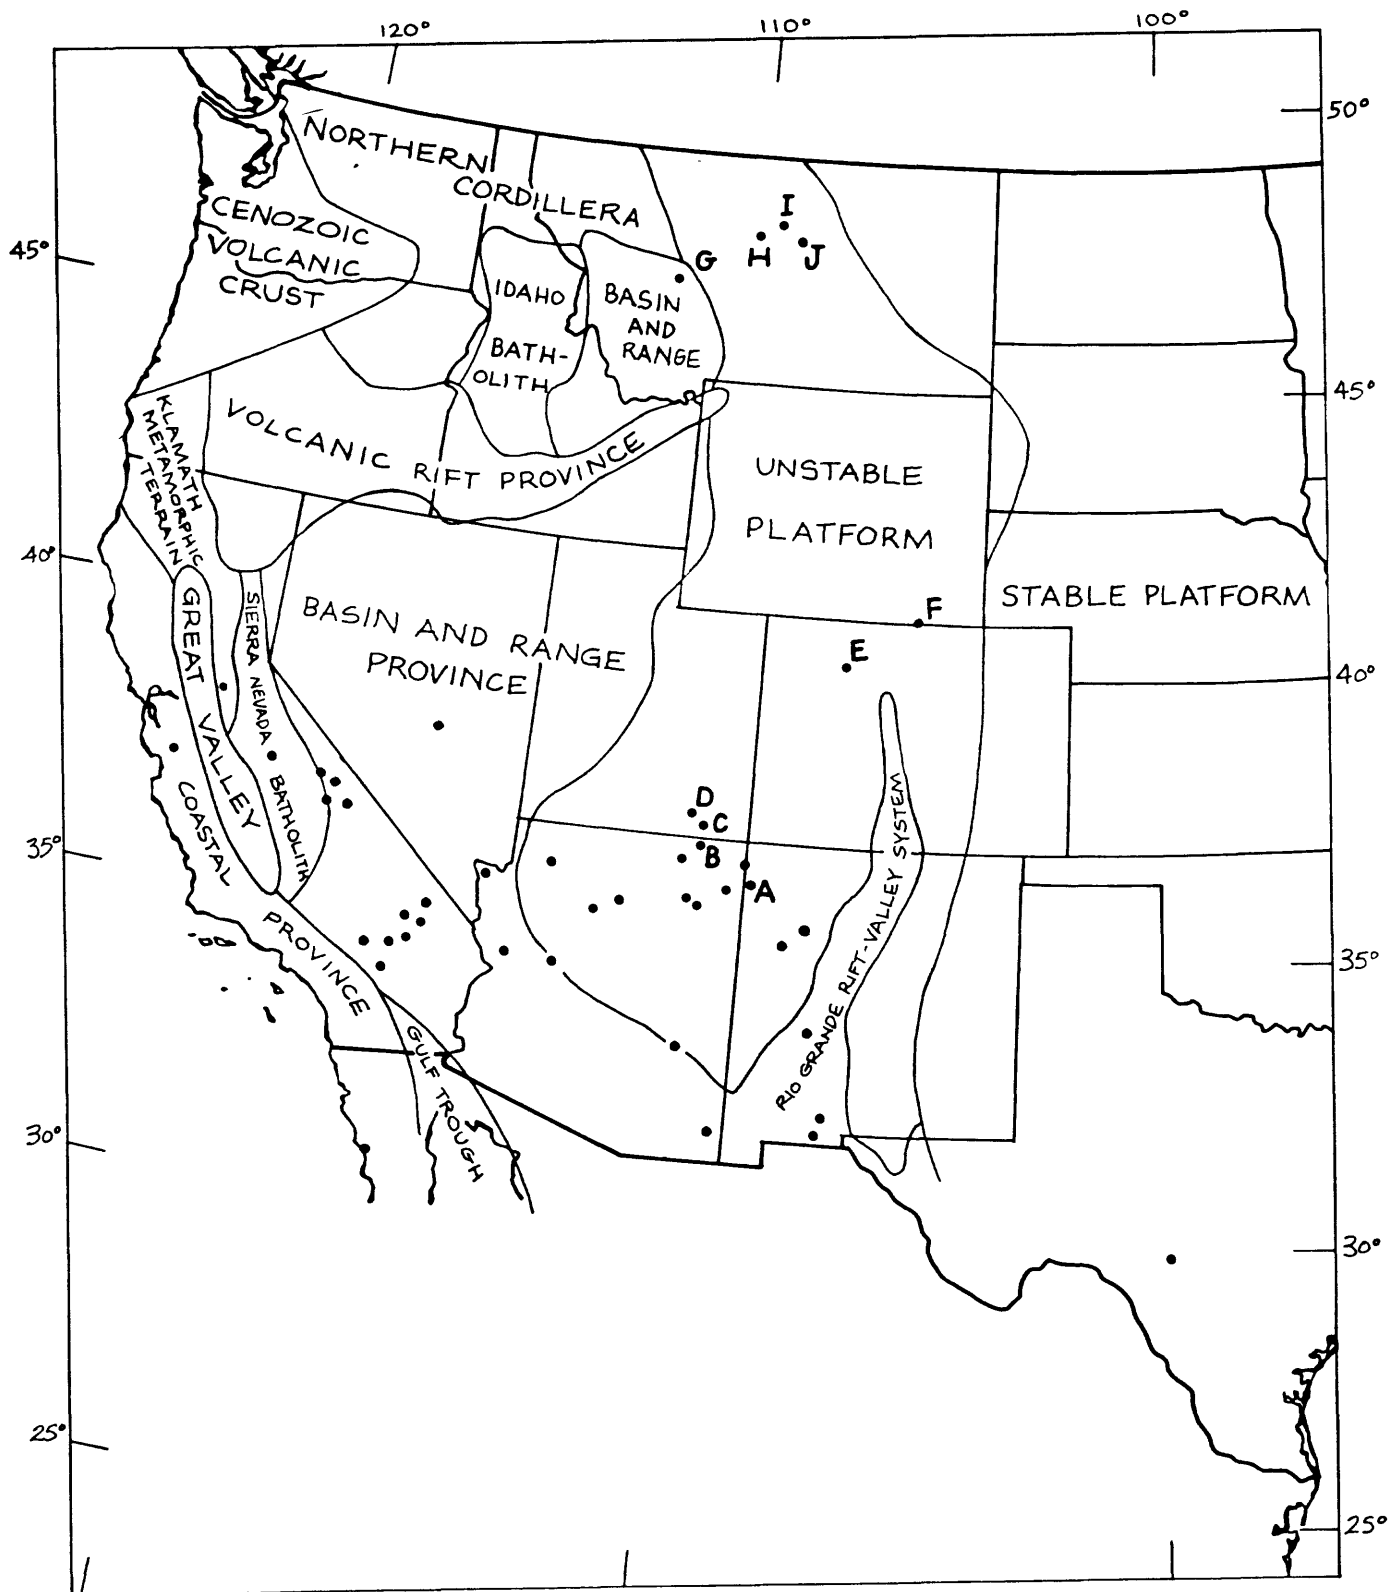 120°
110°
100°
50°
NORTHERN
CORDILLERA
CENOZOIC
VOLCANIC
CRUST
45°
I
H
J
G
IDAHO
BATH-
OLITH
BASIN
AND
RANGE
45°
KLAMATH
METAMORPHIC
TERRAIN
VOLCANIC RIFT PROVINCE
UNSTABLE
PLATFORM
40°
STABLE PLATFORM
GREAT VALLEY
SIERRA NEVADA BATHOLITH
BASIN AND RANGE
PROVINCE
F
E
40°
COASTAL
PROVINCE
D
C
B
A
RIO GRANDE RIFT-VALLEY SYSTEM
35°
35°
GULF TROUGH
30°
30°
25°
25°